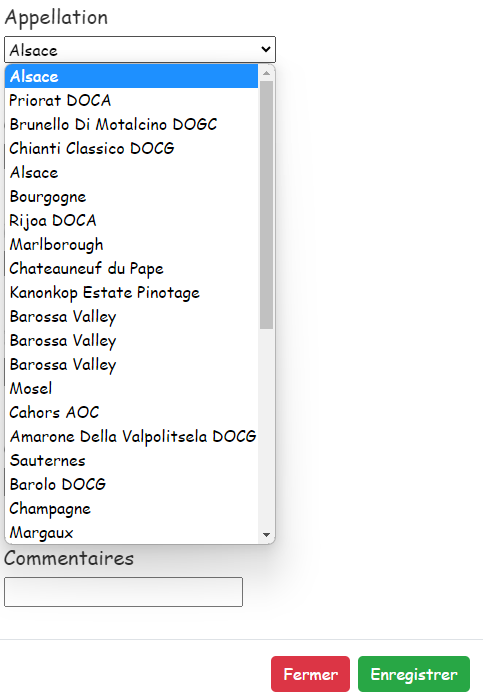 Appellation
Alsace
Alsace
Priorat DOCA
Brunello Di Motalcino DOGC
Chianti Classico DOCG
Alsace
Bourgogne
Rijoa DOCA
Marlborough
Chateauneuf du Pape
Kanonkop Estate Pinotage
Barossa Valley
Barossa Valley
Barossa Valley
Mosel
Cahors AOC
Amarone Della Valpolitsela DOCG
Sauternes
Barolo DOCG
Champagne
Margaux
Commentaires
Fermer Enregistrer